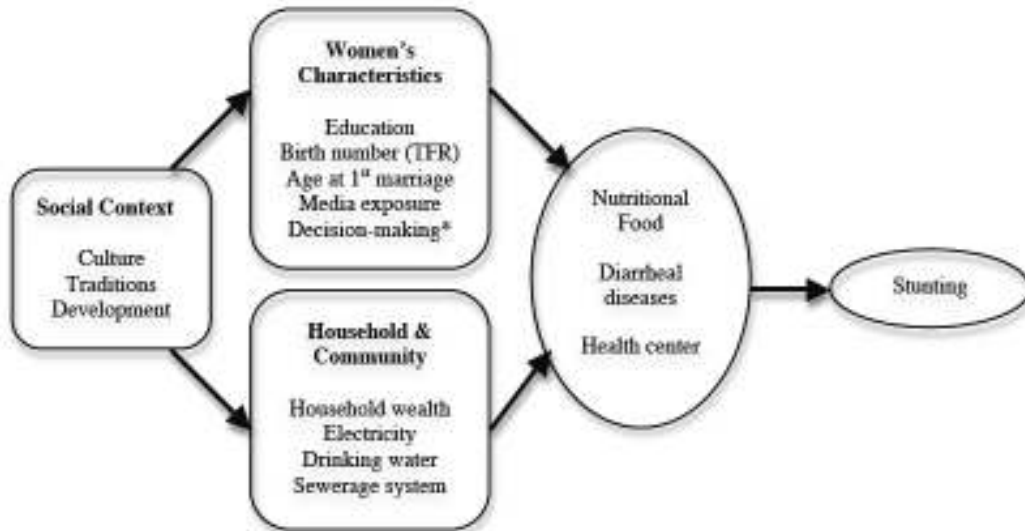 Social Context
Culture
Traditions
Development
Women's
Characteristics
Education
Birth number (TFR)
Age at 1st marriage
Media exposure
Decision-making*
Household &
Community
Household wealth
Electricity
Drinking water
Sewerage system
Nutritional
Food
Diarrheal
diseases
Health center
Stunting